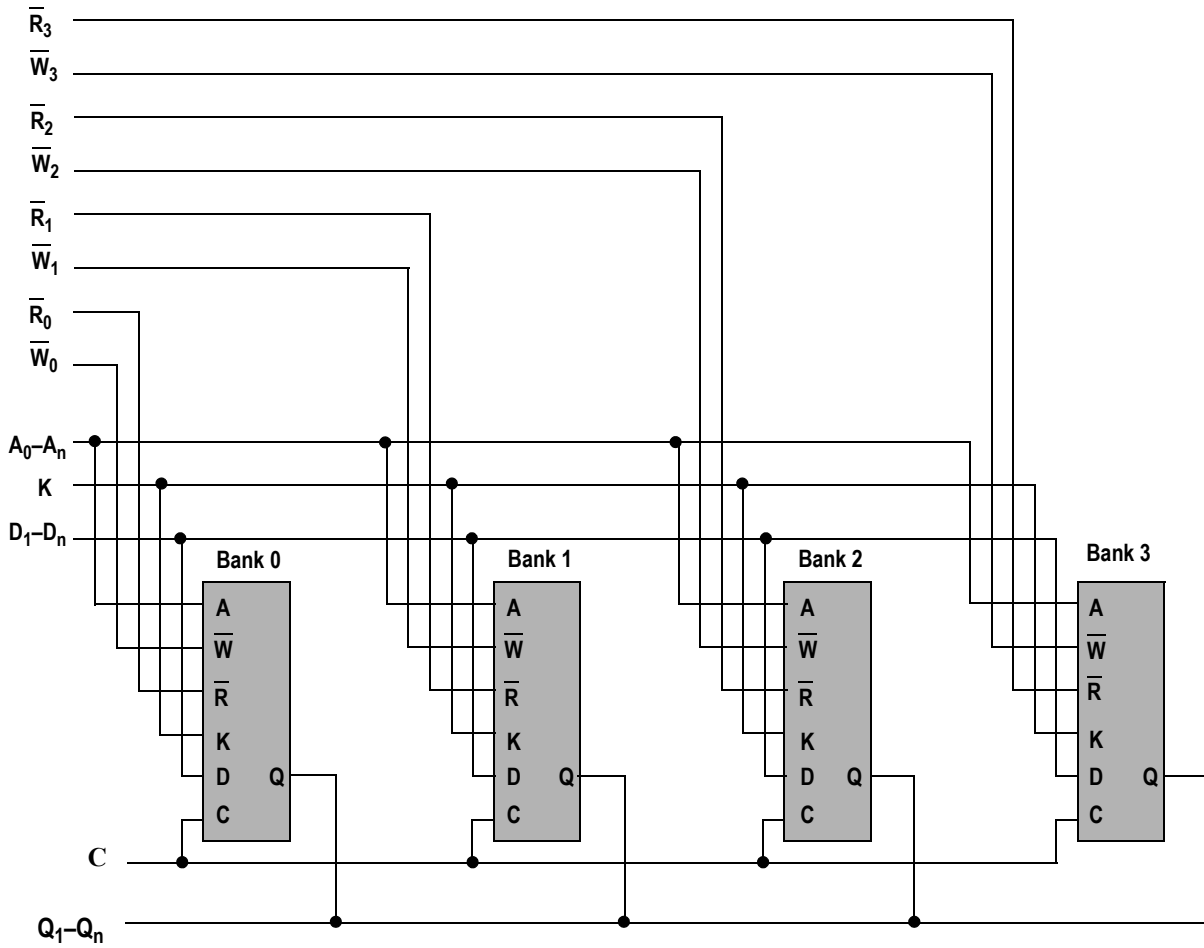 R̅3
W̅3
R̅2
W̅2
R̅1
W̅1
R̅0
W̅0
A0–An
K
D1–Dn
Bank 0
Bank 1
Bank 2
Bank 3
A
W̅
R̅
K
D Q
C
A
W̅
R̅
K
D Q
C
A
W̅
R̅
K
D Q
C
A
W̅
R̅
K
D Q
C
C
Q1–Qn